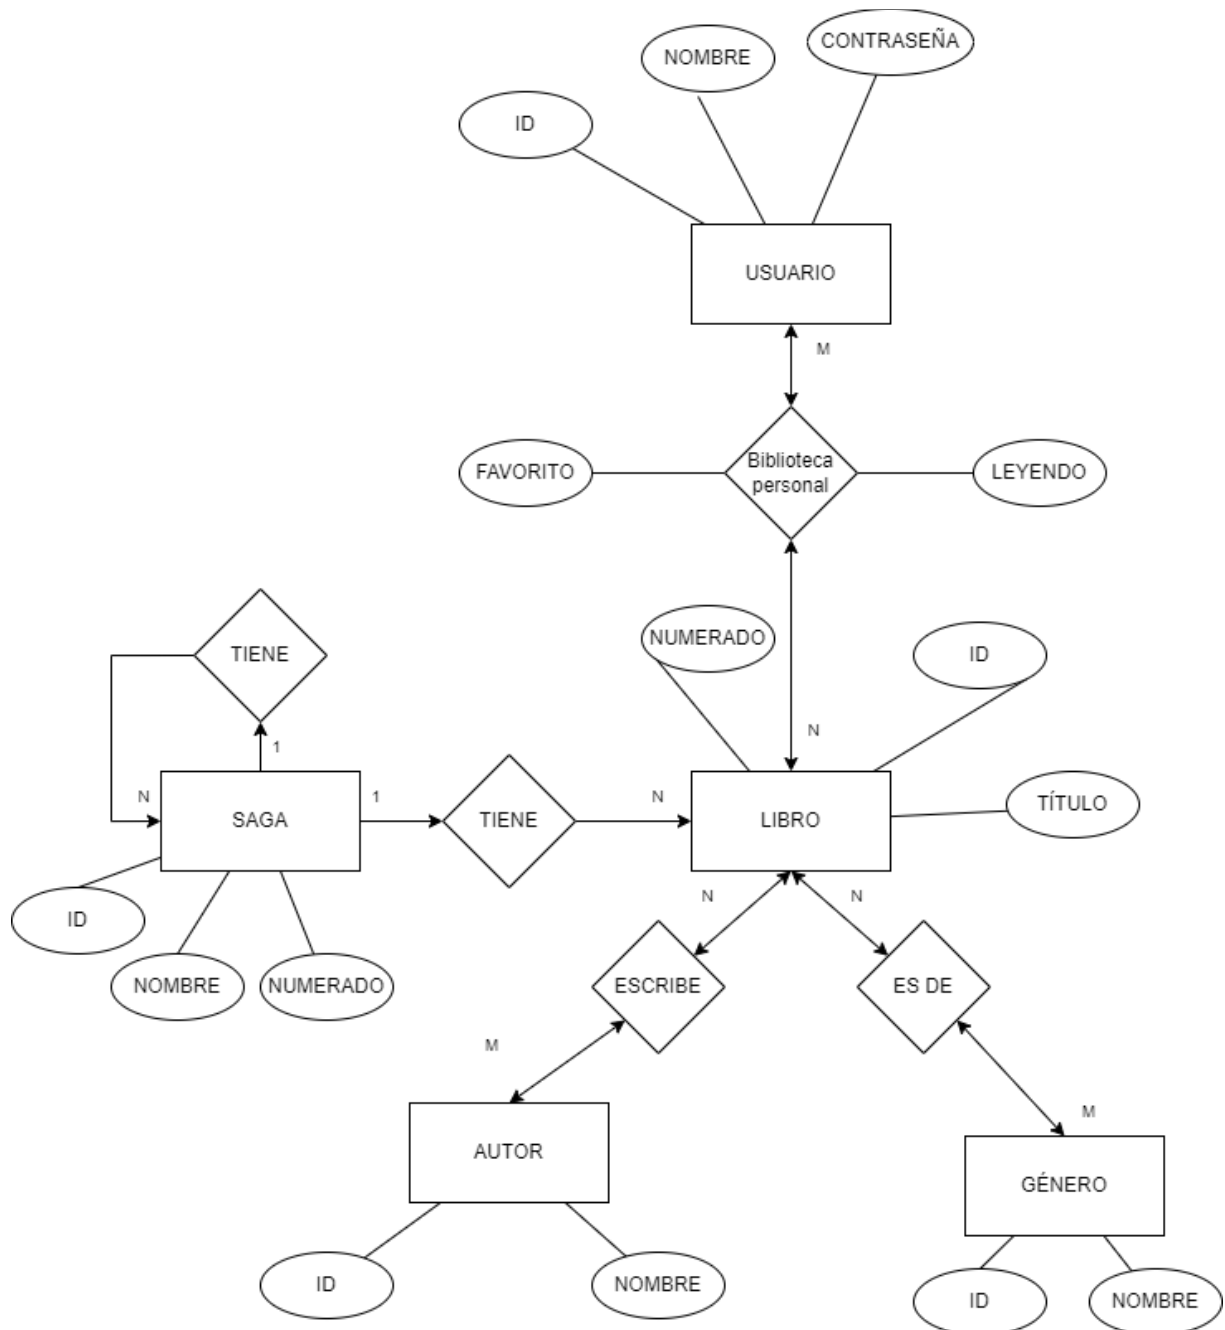 CONTRASEÑA
NOMBRE
ID
USUARIO
M
Biblioteca
personal
FAVORITO
LEYENDO
NUMERADO
ID
TIENE
N
1
N
1
N
SAGA
TIENE
LIBRO
TÍTULO
ID
NOMBRE
NUMERADO
N
N
ESCRIBE
ES DE
M
M
AUTOR
GÉNERO
ID
NOMBRE
ID
NOMBRE